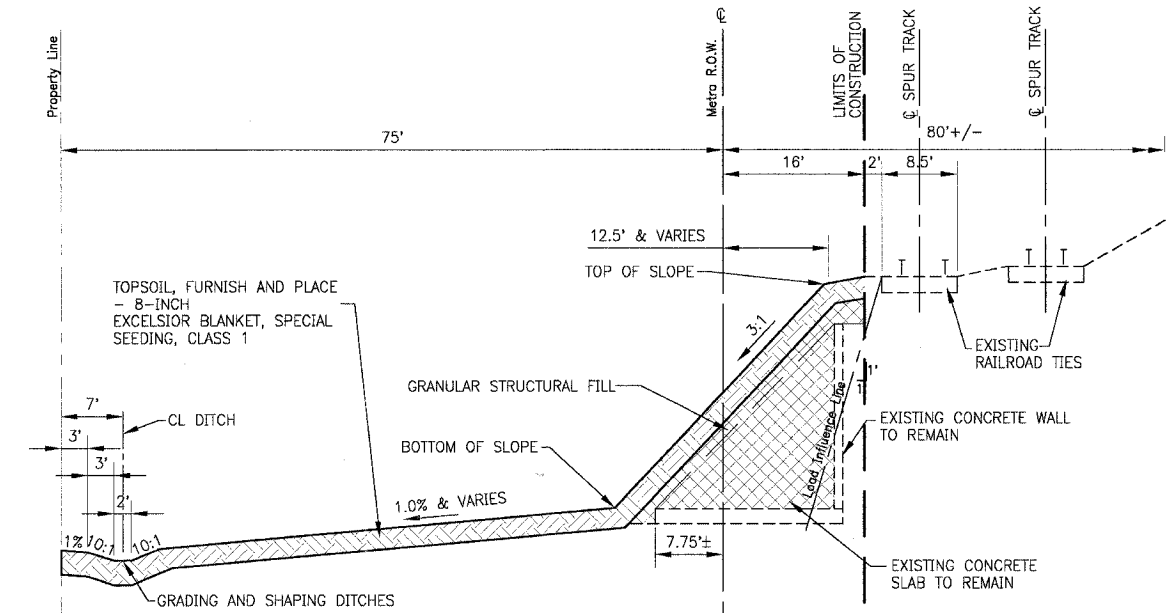 ℄
Property Line
Metra R.O.W.
LIMITS OF
CONSTRUCTION
℄ SPUR TRACK
℄ SPUR TRACK
75'
80'+/-
16'
2'
8.5'
12.5' & VARIES
TOP OF SLOPE
TOPSOIL, FURNISH AND PLACE
- 8-INCH
EXCELSIOR BLANKET, SPECIAL
SEEDING, CLASS 1
3:1
EXISTING
RAILROAD TIES
GRANULAR STRUCTURAL FILL
1'
1'
Load Influence Line
7'
CL DITCH
EXISTING CONCRETE WALL
TO REMAIN
3'
BOTTOM OF SLOPE
3'
2'
1.0% & VARIES
1%
10:1
10:1
7.75'±
EXISTING CONCRETE
SLAB TO REMAIN
GRADING AND SHAPING DITCHES